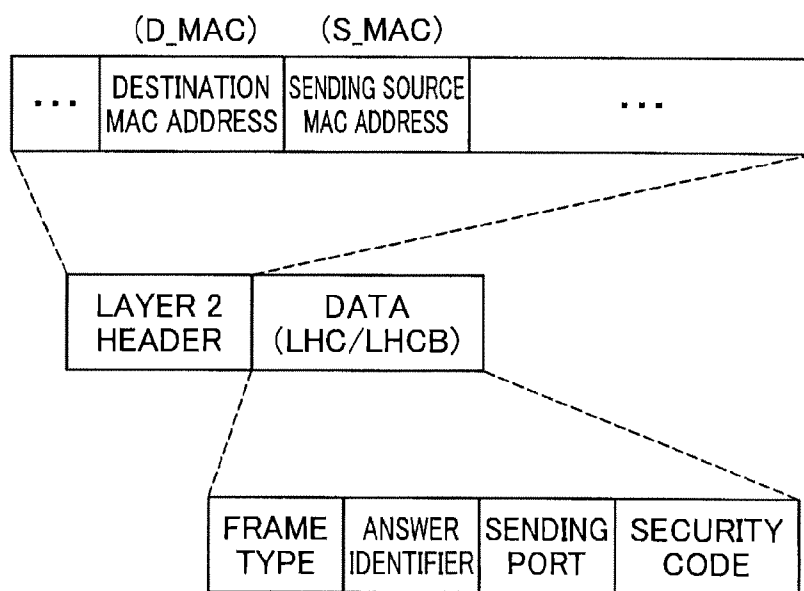 (D_MAC) (S_MAC)
... DESTINATION MAC ADDRESS SENDING SOURCE MAC ADDRESS ...
LAYER 2 HEADER DATA (LHC/LHCB)
FRAME TYPE ANSWER IDENTIFIER SENDING PORT SECURITY CODE